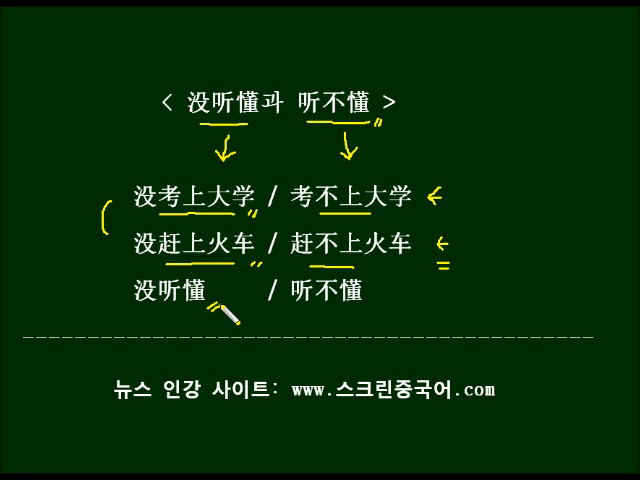 < 没听懂과 听不懂 >
没考上大学 / 考不上大学
没赶上火车 / 赶不上火车
没听懂 / 听不懂
뉴스 인강 사이트: www.스크린중국어.com